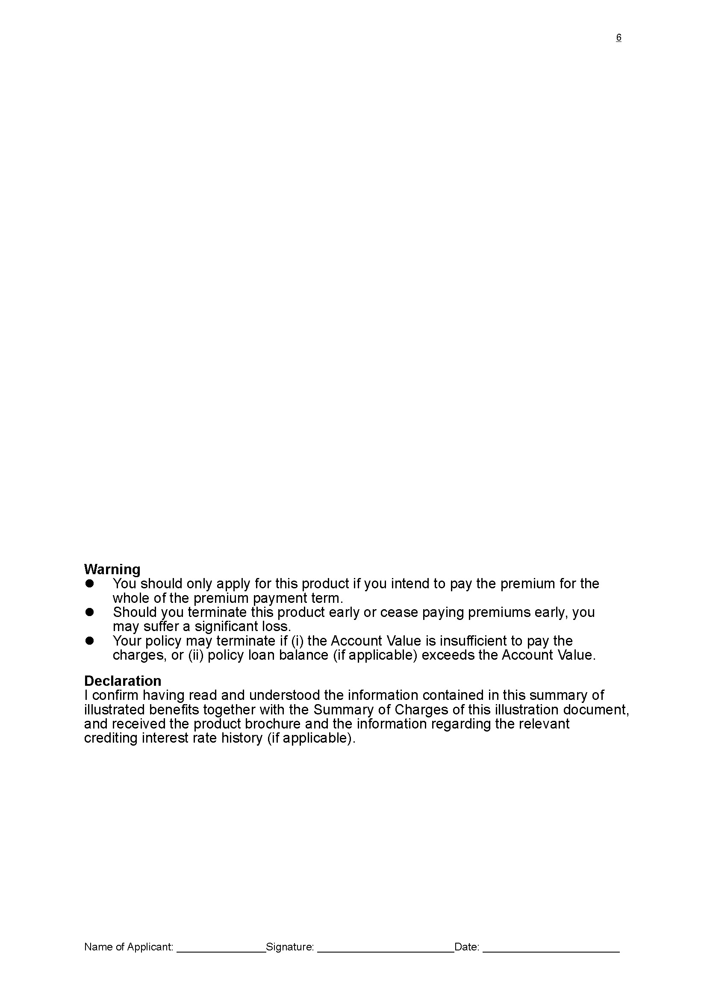 6
Warning
● You should only apply for this product if you intend to pay the premium for the
whole of the premium payment term.
● Should you terminate this product early or cease paying premiums early, you
may suffer a significant loss.
● Your policy may terminate if (i) the Account Value is insufficient to pay the
charges, or (ii) policy loan balance (if applicable) exceeds the Account Value.
Declaration
I confirm having read and understood the information contained in this summary of
illustrated benefits together with the Summary of Charges of this illustration document,
and received the product brochure and the information regarding the relevant
crediting interest rate history (if applicable).
Name of Applicant: _______________Signature: _______________________Date: _______________________